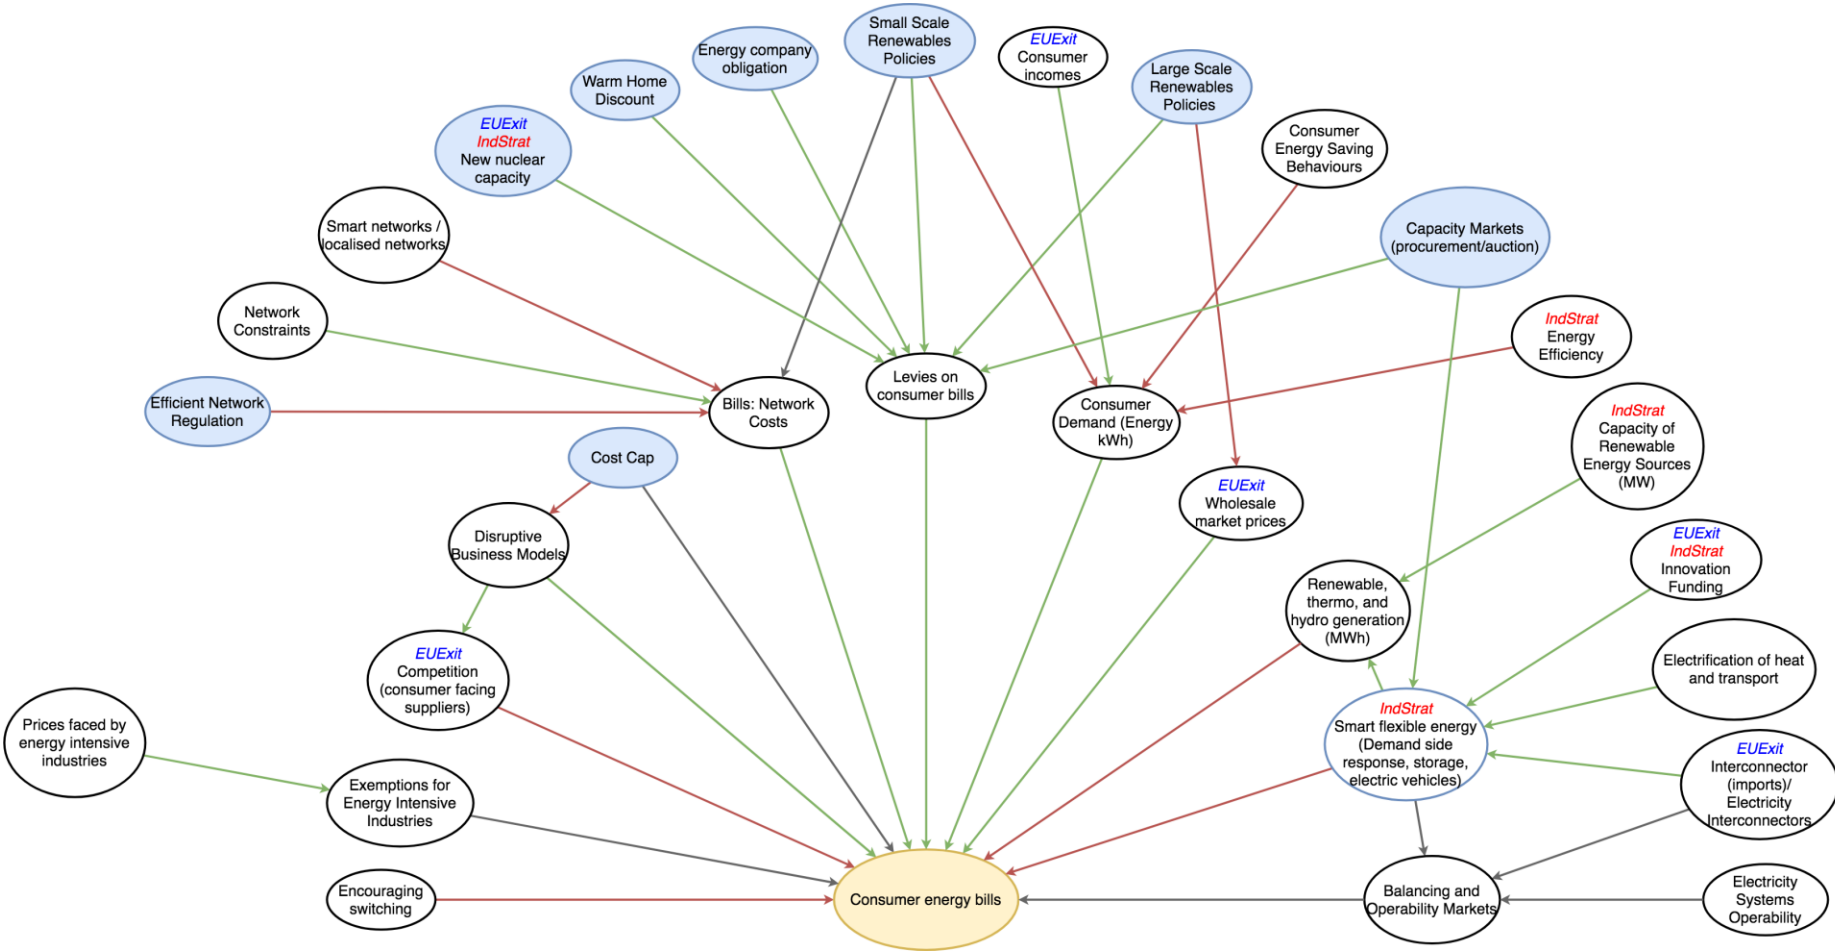 Small Scale
Renewables
Policies
Energy company
obligation
EUExit
Consumer
incomes
Warm Home
Discount
Large Scale
Renewables
Policies
EUExit
IndStrat
New nuclear
capacity
Consumer
Energy Saving
Behaviours
Smart networks /
localised networks
Capacity Markets
(procurement/auction)
Network
Constraints
IndStrat
Energy
Efficiency
Efficient Network
Regulation
Bills: Network
Costs
Levies on
consumer bills
Consumer
Demand (Energy
kWh)
IndStrat
Capacity of
Renewable
Energy Sources
(MW)
Cost Cap
EUExit
Wholesale
market prices
Disruptive
Business Models
EUExit
IndStrat
Innovation
Funding
Renewable,
thermo, and
hydro generation
(MWh)
EUExit
Competition
(consumer facing
suppliers)
Electrification of heat
and transport
Prices faced by
energy intensive
industries
IndStrat
Smart flexible energy
(Demand side
response, storage,
electric vehicles)
EUExit
Interconnector
(imports)/
Electricity
Interconnectors
Exemptions for
Energy Intensive
Industries
Encouraging
switching
Consumer energy bills
Balancing and
Operability Markets
Electricity
Systems
Operability